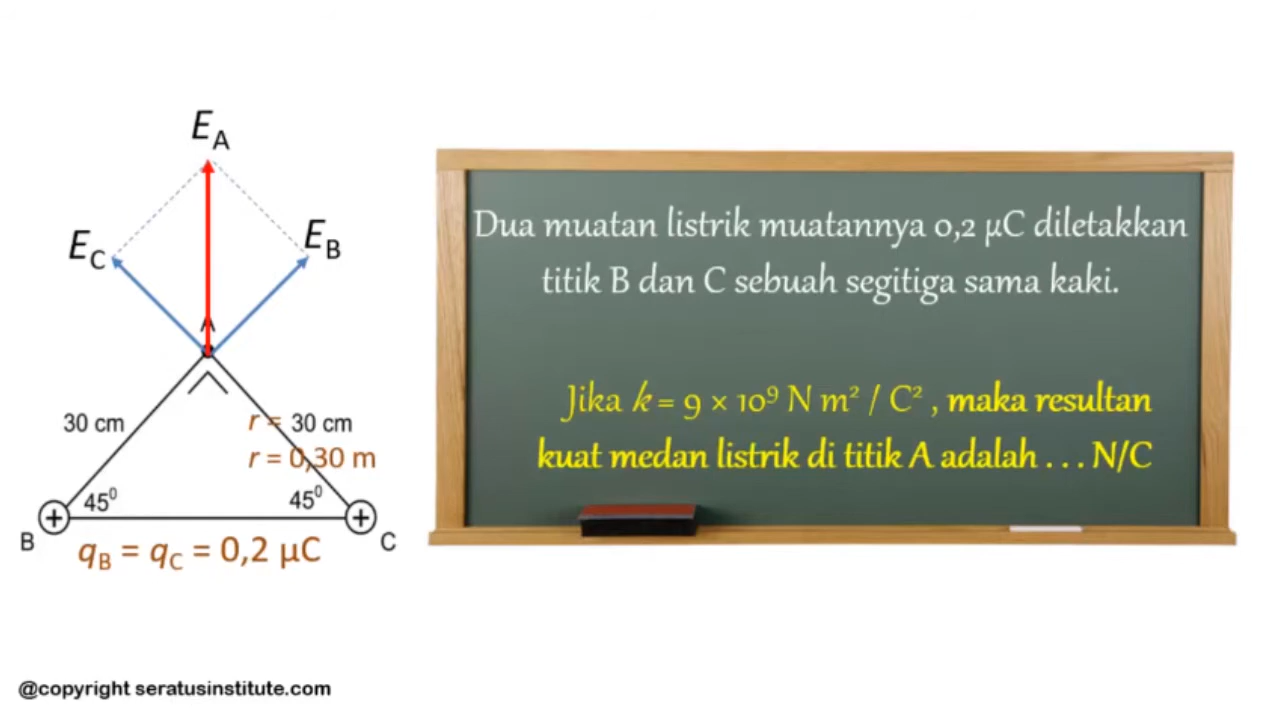 E_A
E_C
E_B
A
Dua muatan listrik muatannya 0,2 µC diletakkan
titik B dan C sebuah segitiga sama kaki.
Jika k = 9 × 10⁹ N m² / C² , maka resultan
kuat medan listrik di titik A adalah . . . N/C
30 cm
r = 30 cm
r = 0,30 m
45⁰
45⁰
+
+
B
C
q_B = q_C = 0,2 µC
@copyright seratusinstitute.com